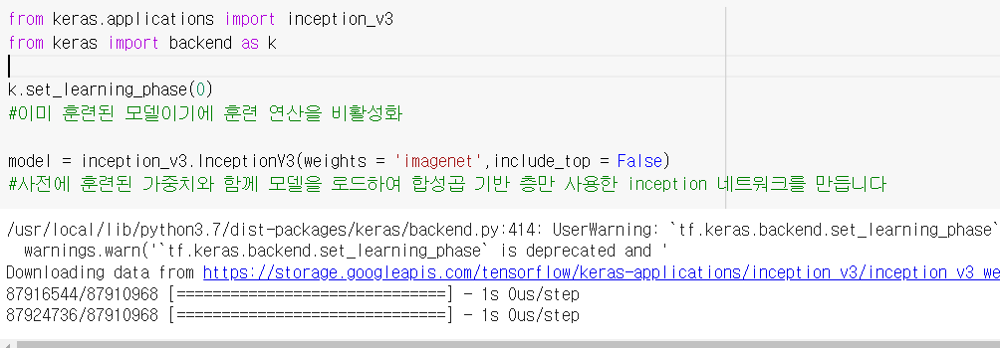 from keras.applications import inception_v3
from keras import backend as k
k.set_learning_phase(0)
#이미 훈련된 모델이기에 훈련 연산을 비활성화
model = inception_v3.InceptionV3(weights = 'imagenet',include_top = False)
#사전에 훈련된 가중치와 함께 모델을 로드하여 합성곱 기반 층만 사용한 inception 네트워크를 만듭니다
/usr/local/lib/python3.7/dist-packages/keras/backend.py:414: UserWarning: `tf.keras.backend.set_learning_phase`
warnings.warn('`tf.keras.backend.set_learning_phase` is deprecated and '
Downloading data from https://storage.googleapis.com/tensorflow/keras-applications/inception_v3/inception_v3_we
87916544/87910968 [==============================] - 1s 0us/step
87924736/87910968 [==============================] - 1s 0us/step